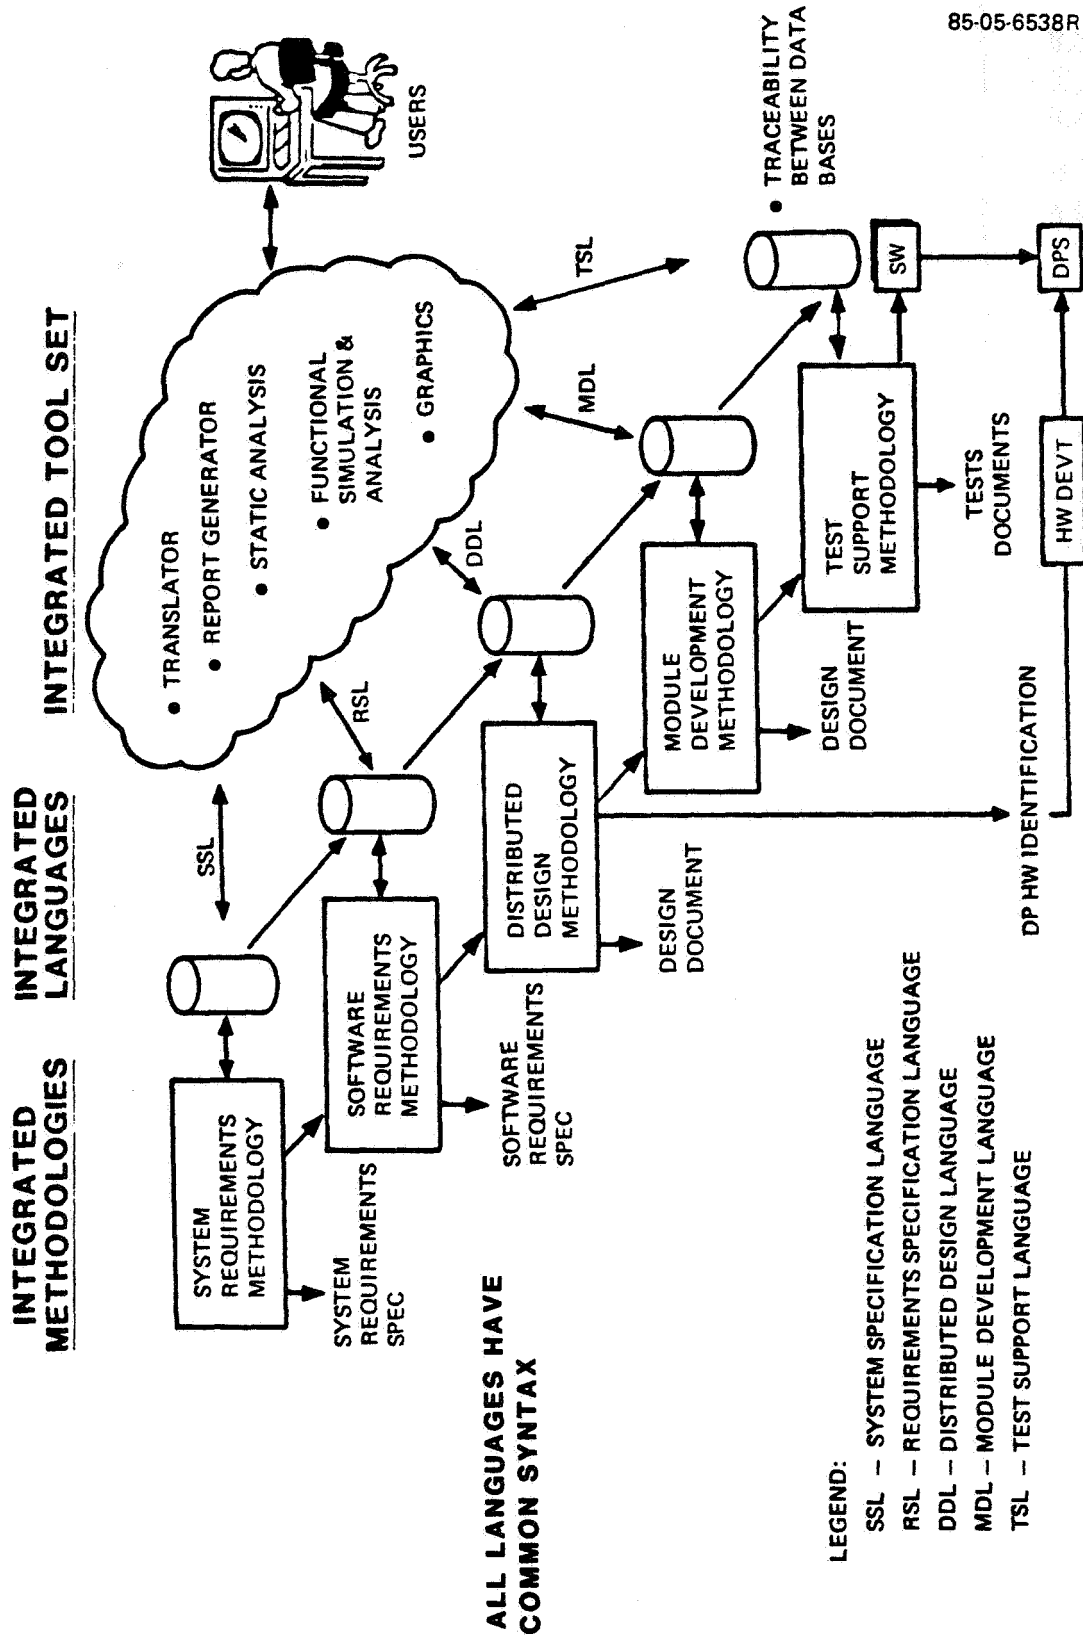 85-05-6538R
INTEGRATED
METHODOLOGIES
INTEGRATED
LANGUAGES
INTEGRATED TOOL SET
SYSTEM
REQUIREMENTS
METHODOLOGY
SSL
• TRANSLATOR
• REPORT GENERATOR
• STATIC ANALYSIS
• FUNCTIONAL
SIMULATION &
ANALYSIS
• GRAPHICS
USERS
SYSTEM
REQUIREMENTS
SPEC
SOFTWARE
REQUIREMENTS
METHODOLOGY
RSL
SOFTWARE
REQUIREMENTS
SPEC
DISTRIBUTED
DESIGN
METHODOLOGY
DDL
DESIGN
DOCUMENT
MODULE
DEVELOPMENT
METHODOLOGY
MDL
DESIGN
DOCUMENT
TEST
SUPPORT
METHODOLOGY
TSL
• TRACEABILITY
BETWEEN DATA
BASES
SW
TESTS
DOCUMENTS
DP HW IDENTIFICATION
HW DEVT
DPS
ALL LANGUAGES HAVE
COMMON SYNTAX
LEGEND:
SSL – SYSTEM SPECIFICATION LANGUAGE
RSL – REQUIREMENTS SPECIFICATION LANGUAGE
DDL – DISTRIBUTED DESIGN LANGUAGE
MDL – MODULE DEVELOPMENT LANGUAGE
TSL – TEST SUPPORT LANGUAGE